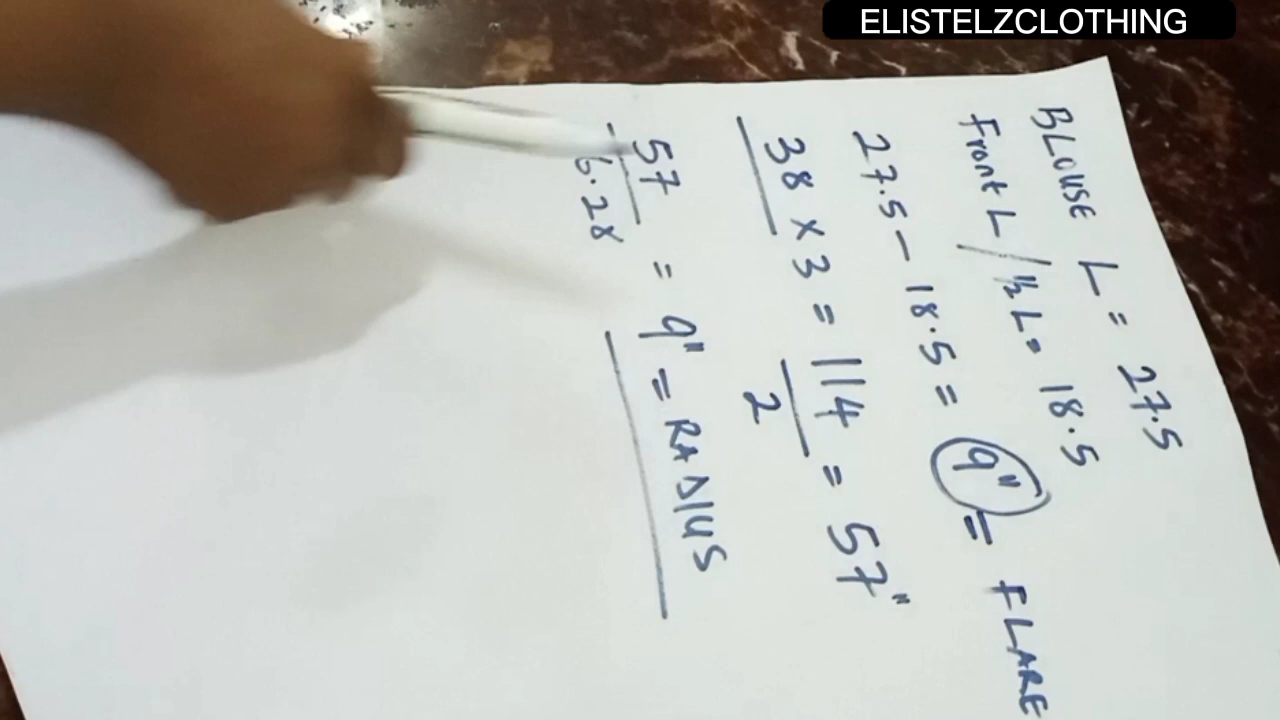 ELISTELZCLOTHING
BLOUSE L = 27.5
Front L / ½ L = 18.5
27.5 – 18.5 = 9" = FLARE
38 × 3 = 114 = 57"
2
57 = 9" = RADIUS
6.28